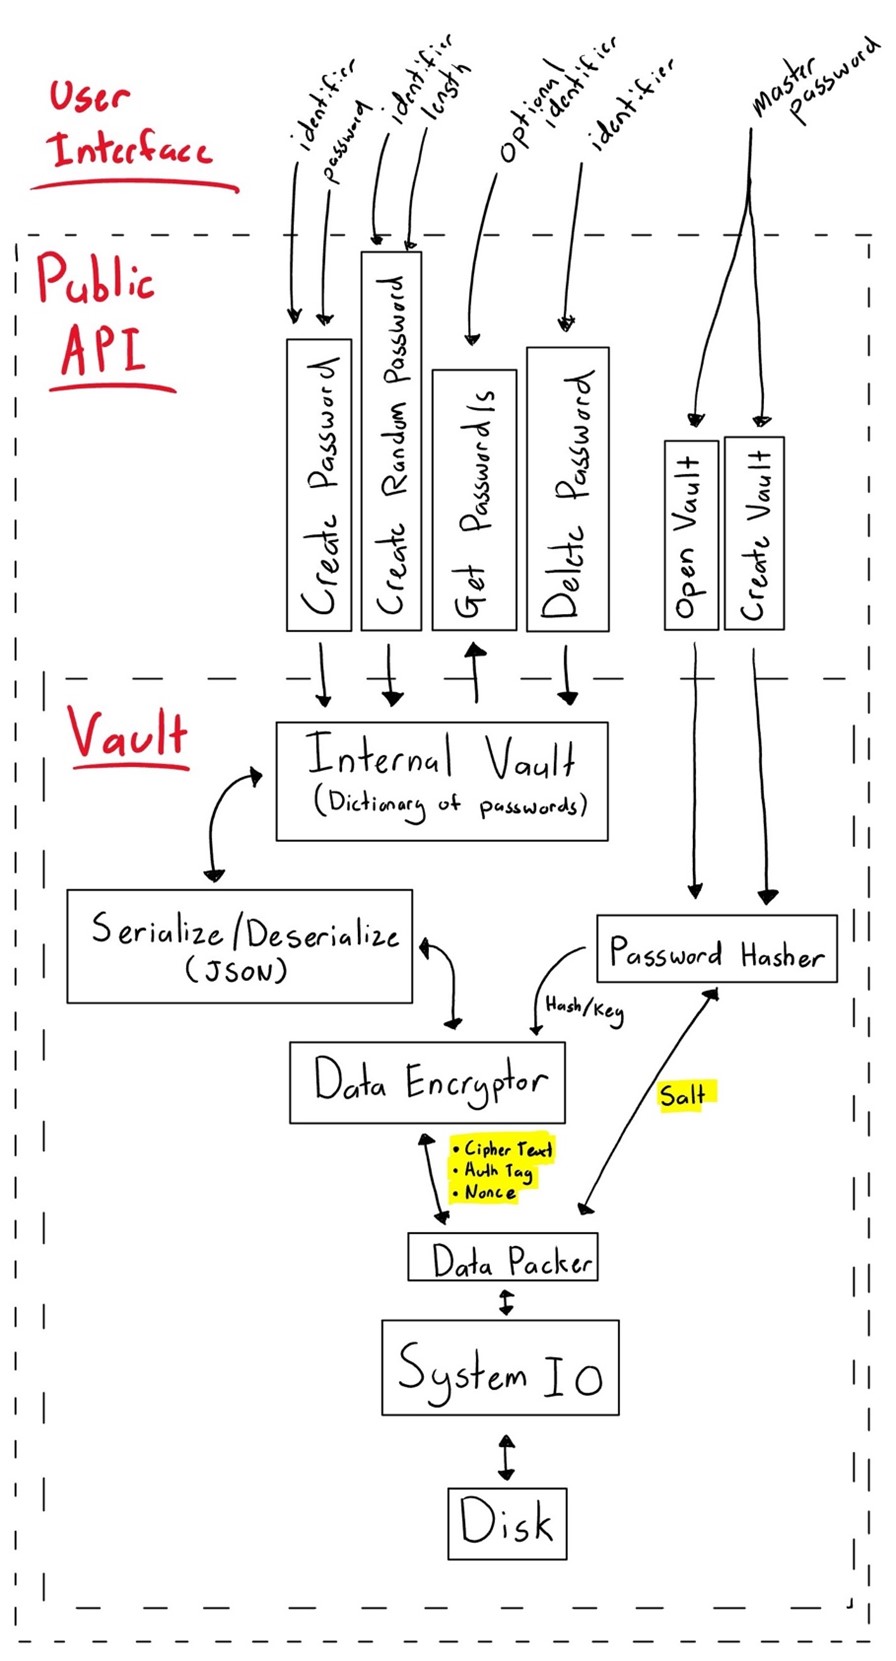 User
Interface
identifier
password
identifier
length
optional
identifier
identifier
master
password
Public
API
Create Password
Create Random Password
Get Password/s
Delete Password
Open Vault
Create Vault
Vault
Internal Vault
(Dictionary of passwords)
Serialize/Deserialize
(JSON)
Password Hasher
Hash/Key
Data Encryptor
Salt
• Cipher Text
• Auth Tag
• Nonce
Data Packer
System IO
Disk